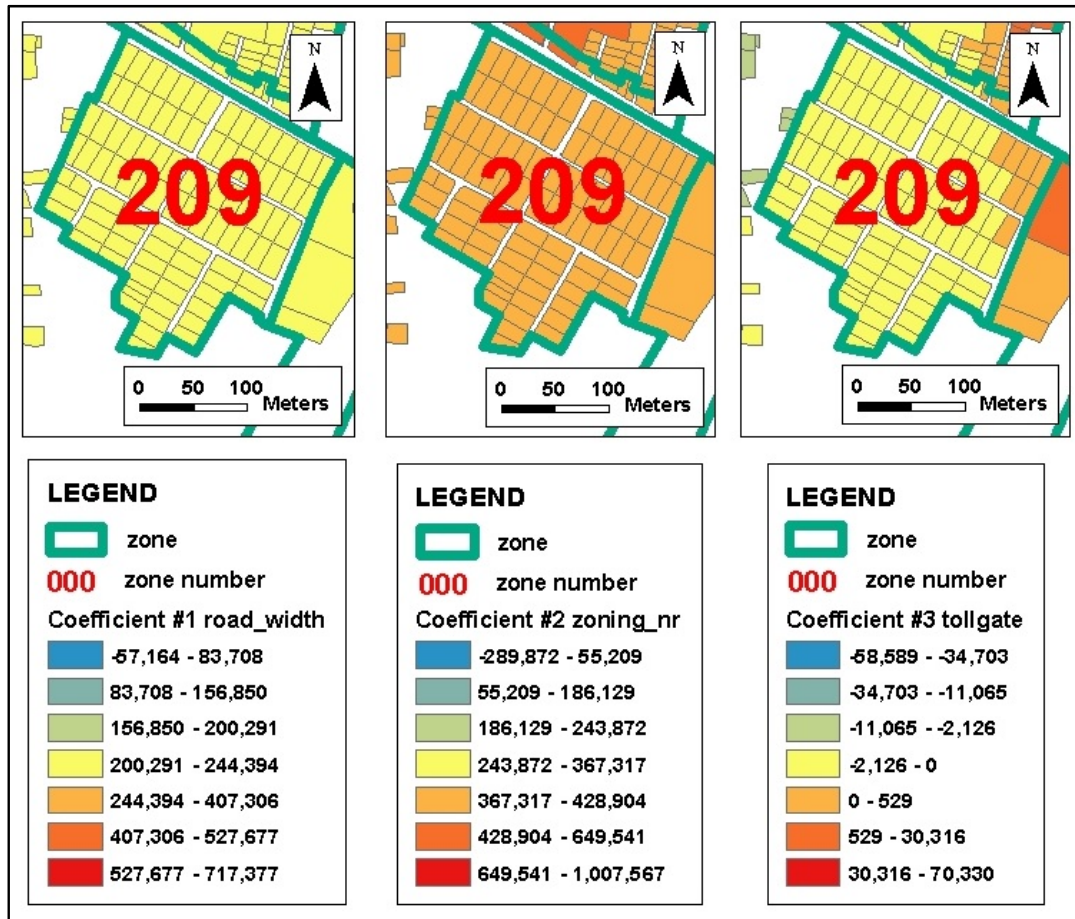 N
209
0 50 100
Meters
N
209
0 50 100
Meters
N
209
0 50 100
Meters
LEGEND
zone
000 zone number
Coefficient #1 road_width
-57,164 - 83,708
83,708 - 156,850
156,850 - 200,291
200,291 - 244,394
244,394 - 407,306
407,306 - 527,677
527,677 - 717,377
LEGEND
zone
000 zone number
Coefficient #2 zoning_nr
-289,872 - 55,209
55,209 - 186,129
186,129 - 243,872
243,872 - 367,317
367,317 - 428,904
428,904 - 649,541
649,541 - 1,007,567
LEGEND
zone
000 zone number
Coefficient #3 tollgate
-58,589 - -34,703
-34,703 - -11,065
-11,065 - -2,126
-2,126 - 0
0 - 529
529 - 30,316
30,316 - 70,330